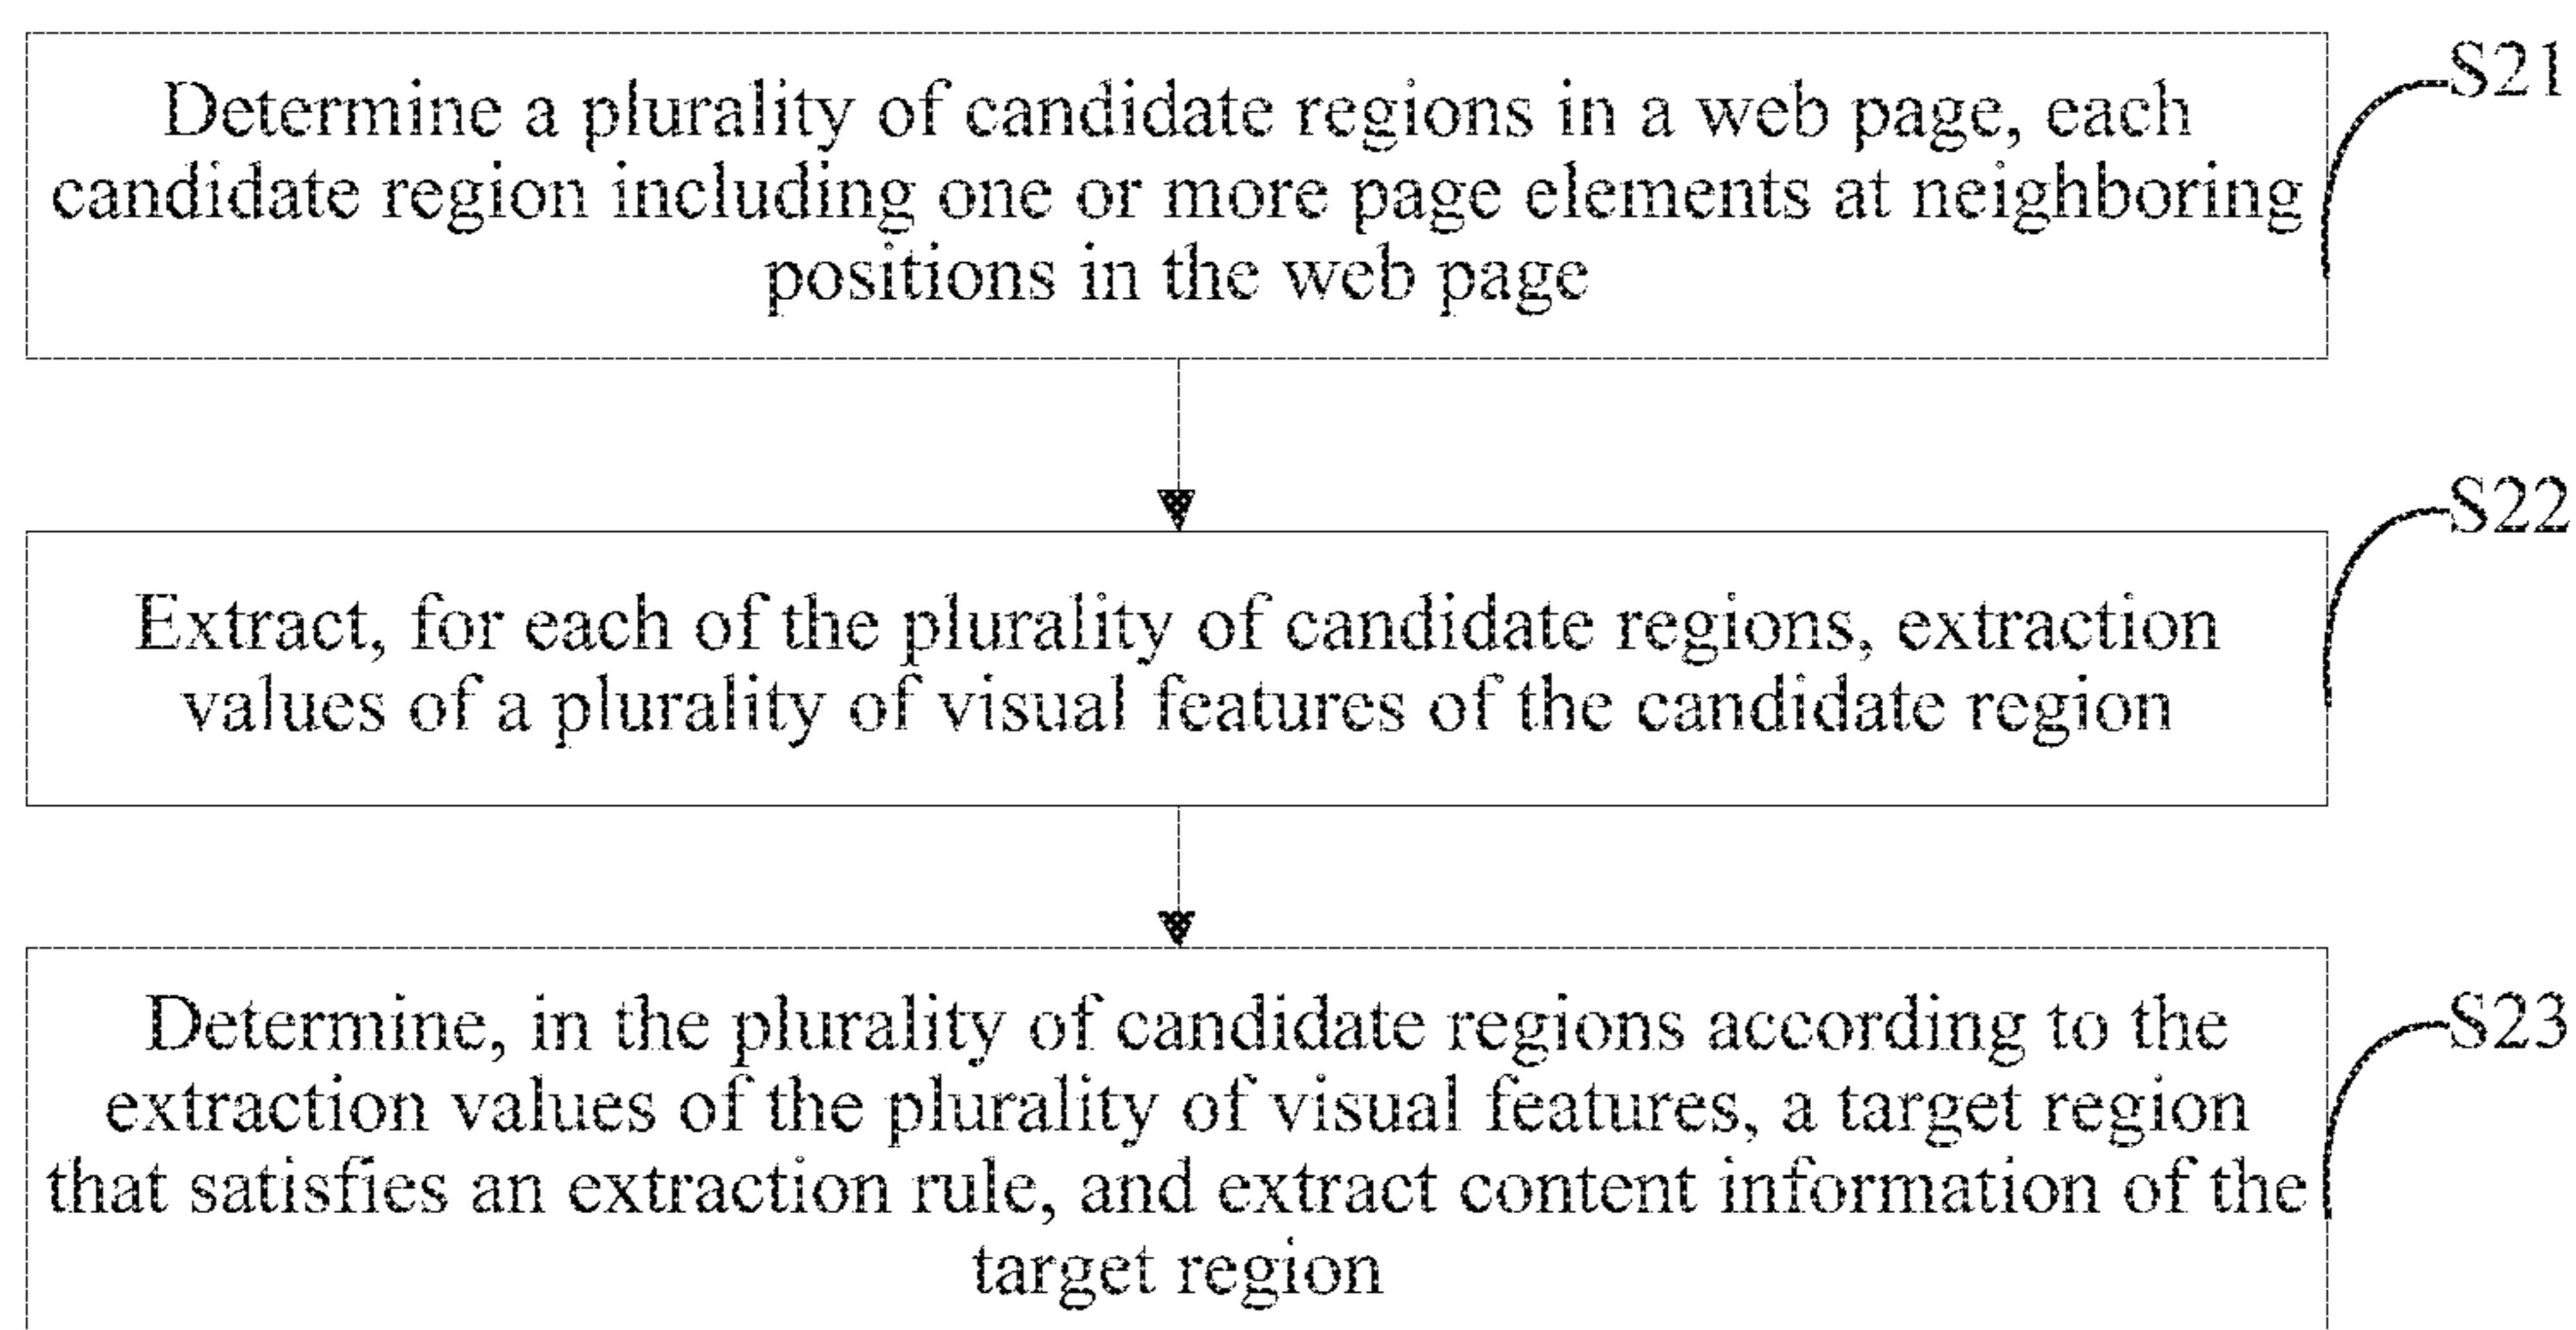 Determine a plurality of candidate regions in a web page, each
candidate region including one or more page elements at neighboring
positions in the web page
S21
Extract, for each of the plurality of candidate regions, extraction
values of a plurality of visual features of the candidate region
S22
Determine, in the plurality of candidate regions according to the
extraction values of the plurality of visual features, a target region
that satisfies an extraction rule, and extract content information of the
target region
S23